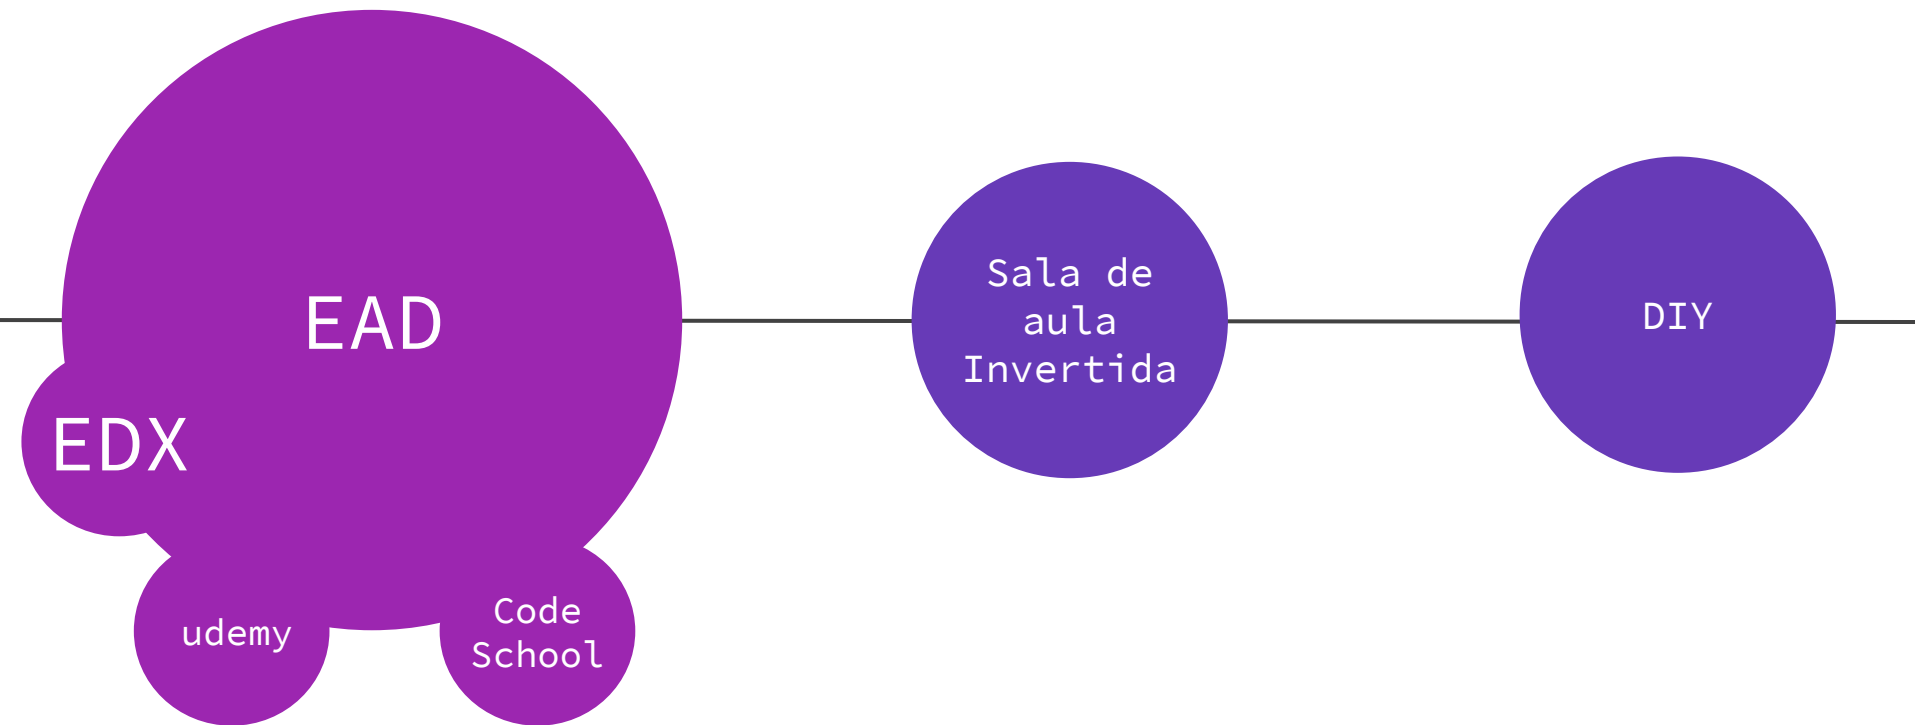 EAD
EDX
udemy
Code
School
Sala de
aula
Invertida
DIY